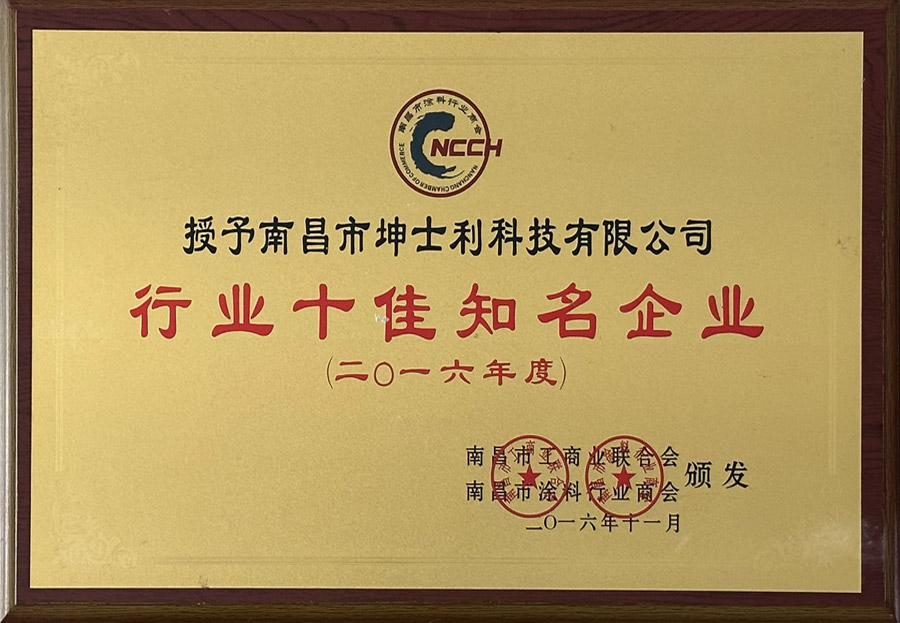 南昌市涂料行业商会
NCCH
NANCHANG CHAMBER OF COMMERCE
授予南昌市坤士利科技有限公司
行业十佳知名企业
(二〇一六年度)
南昌市工商业联合会
南昌市涂料行业商会 颁发
二〇一六年十一月